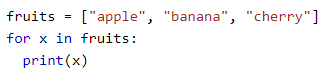 fruits = ["apple", "banana", "cherry"]
for x in fruits:
  print(x)